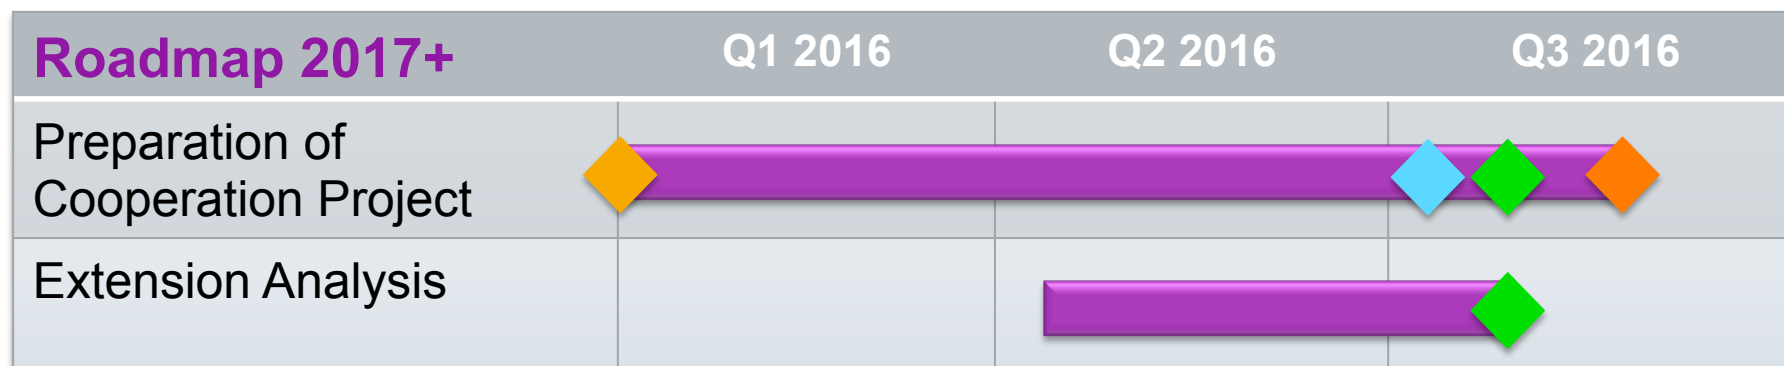 Roadmap 2017+
Q1 2016
Q2 2016
Q3 2016
Preparation of
Cooperation Project
Extension Analysis